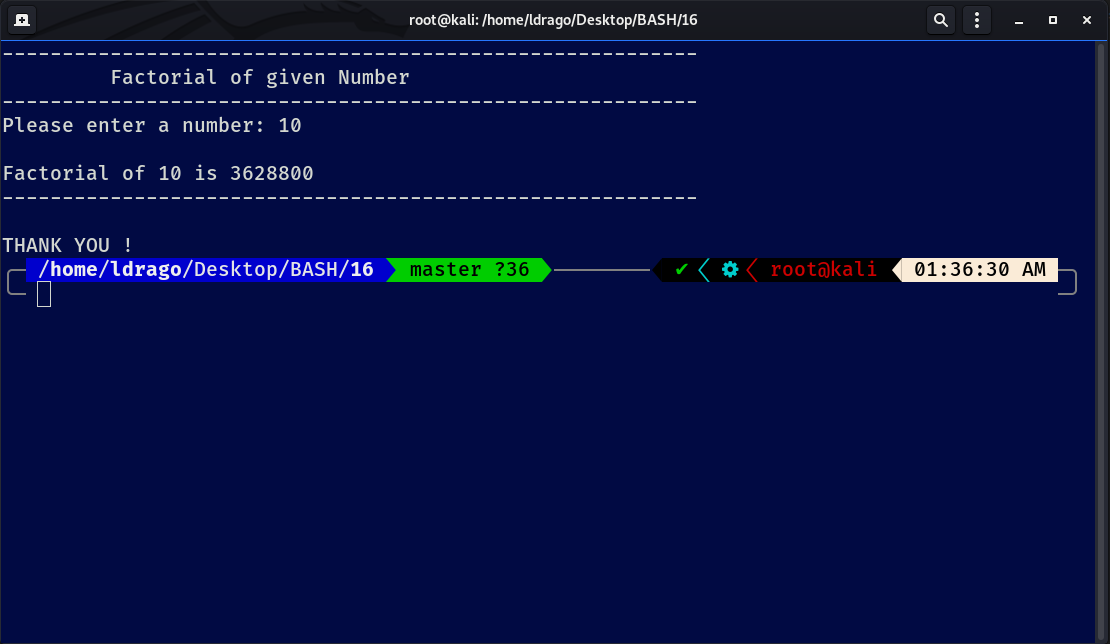 root@kali: /home/ldrago/Desktop/BASH/16
----------------------------------------------------------
Factorial of given Number
----------------------------------------------------------
Please enter a number: 10
Factorial of 10 is 3628800
----------------------------------------------------------
THANK YOU !
/home/ldrago/Desktop/BASH/16 master ?36 ✔ root@kali 01:36:30 AM